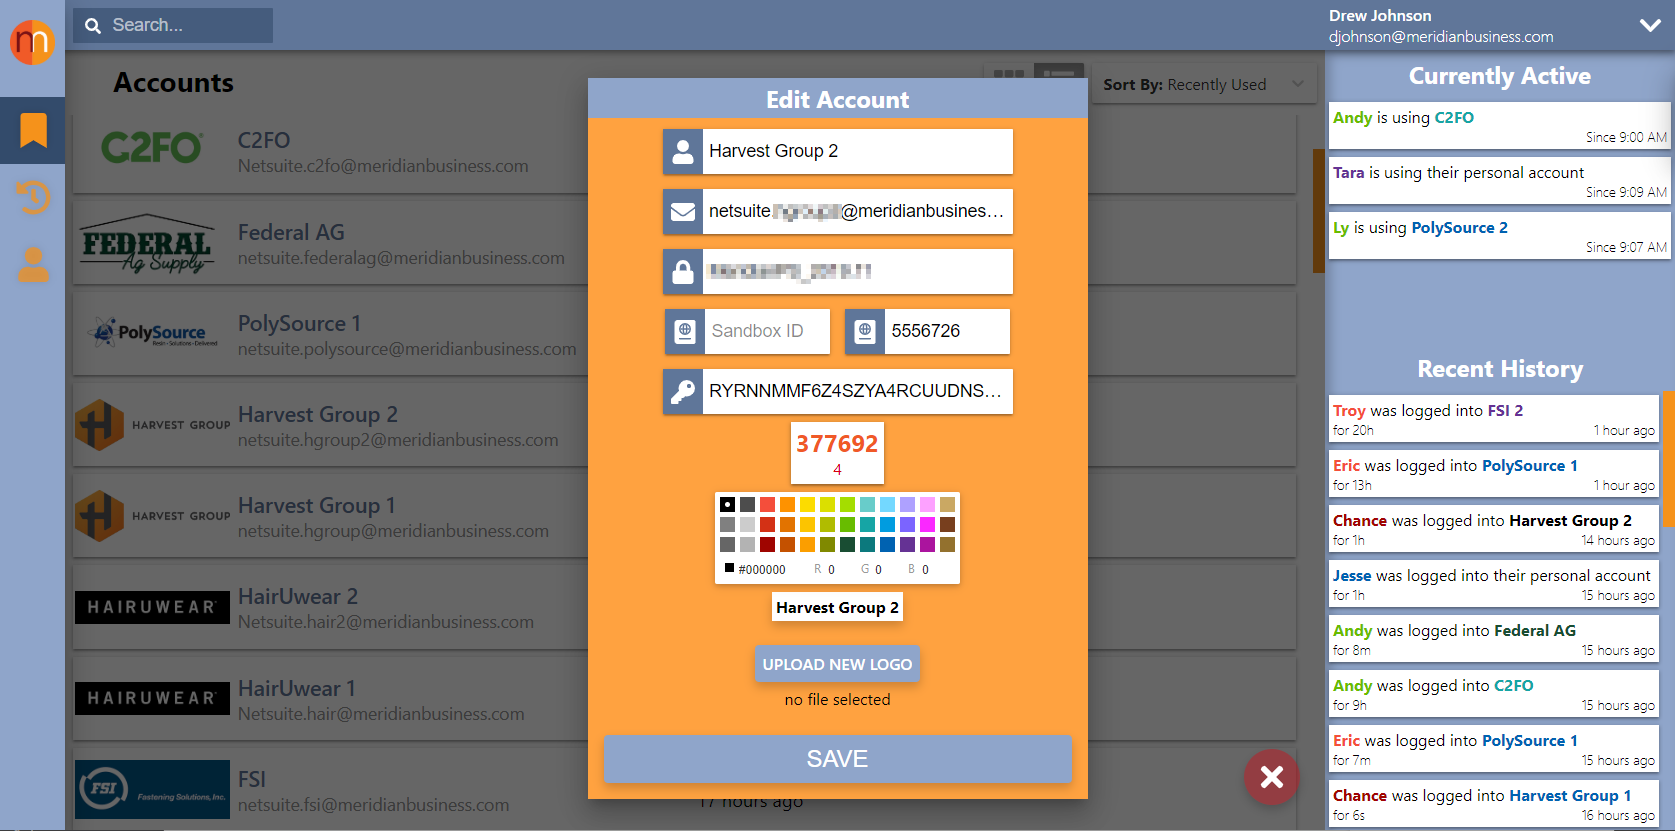 m
Search...
Drew Johnson
djohnson@meridianbusiness.com
Accounts
Sort By: Recently Used
C2FO
C2FO
Netsuite.c2fo@meridianbusiness.com
FEDERAL
Ag Supply
Federal AG
netsuite.federalag@meridianbusiness.com
PolySource
Resin • Solutions • Delivered
PolySource 1
netsuite.polysource@meridianbusiness.com
HARVEST GROUP
Harvest Group 2
netsuite.hgroup2@meridianbusiness.com
HARVEST GROUP
Harvest Group 1
netsuite.hgroup@meridianbusiness.com
HAIRUWEAR
HairUwear 2
Netsuite.hair2@meridianbusiness.com
HAIRUWEAR
HairUwear 1
Netsuite.hair@meridianbusiness.com
FSI
Fastening Solutions, Inc.
FSI
netsuite.fsi@meridianbusiness.com
17 hours ago
Edit Account
Harvest Group 2
netsuite.@meridianbusines...
Sandbox ID
5556726
RYRNNMMF6Z4SZYA4RCUUDNS...
377692
4
#000000 R 0 G 0 B 0
Harvest Group 2
UPLOAD NEW LOGO
no file selected
SAVE
Currently Active
Andy is using C2FO
Since 9:00 AM
Tara is using their personal account
Since 9:09 AM
Ly is using PolySource 2
Since 9:07 AM
Recent History
Troy was logged into FSI 2
for 20h 1 hour ago
Eric was logged into PolySource 1
for 13h 1 hour ago
Chance was logged into Harvest Group 2
for 1h 14 hours ago
Jesse was logged into their personal account
for 1h 15 hours ago
Andy was logged into Federal AG
for 8m 15 hours ago
Andy was logged into C2FO
for 9h 15 hours ago
Eric was logged into PolySource 1
for 7m 15 hours ago
Chance was logged into Harvest Group 1
for 6s 16 hours ago